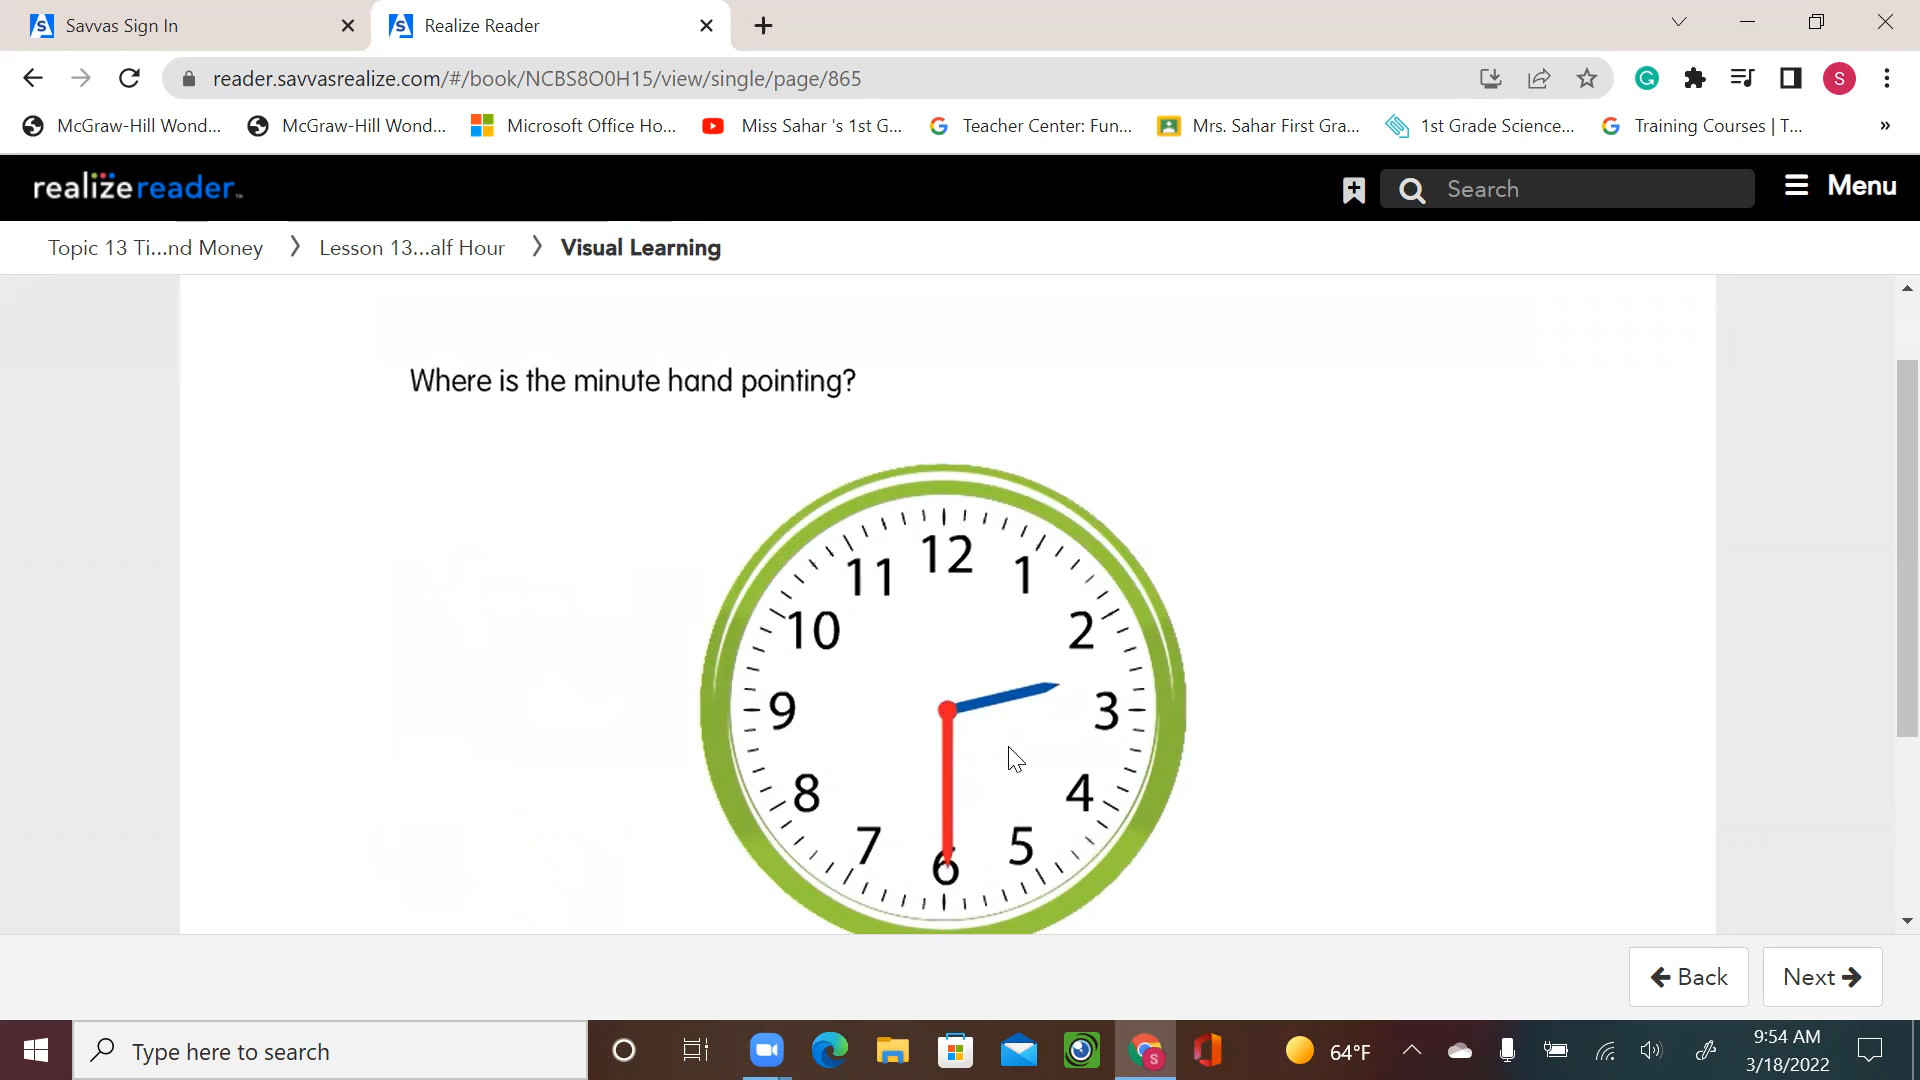 Savvas Sign In
Realize Reader
reader.savvasrealize.com/#/book/NCBS8O0H15/view/single/page/865
S
McGraw-Hill Wond...
McGraw-Hill Wond...
Microsoft Office Ho...
Miss Sahar 's 1st G...
Teacher Center: Fun...
Mrs. Sahar First Gra...
1st Grade Science...
Training Courses | T...
»
realizereader™
Search
Menu
Topic 13 Ti...nd Money
Lesson 13...alf Hour
Visual Learning
Where is the minute hand pointing?
12
11
1
10
2
9
3
8
4
7
5
6
Back
Next
Type here to search
64°F
9:54 AM
3/18/2022